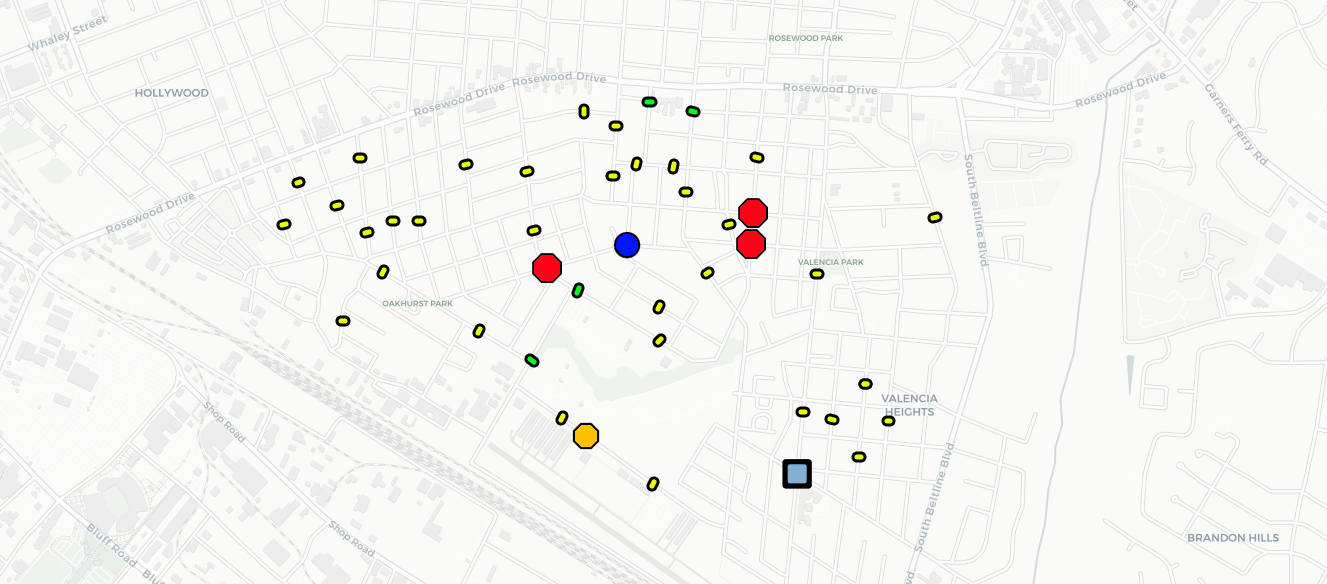 Whaley Street
ROSEWOOD PARK
Street
Rosewood Drive
Rosewood Drive
Rosewood Drive
Rosewood Drive
HOLLYWOOD
Garners Ferry Rd
South Beltline Blvd.
Rosewood Drive
VALENCIA PARK
OAKHURST PARK
VALENCIA
HEIGHTS
Shop Road
South Beltline Blvd.
Shop Road
Bluff Road
BRANDON HILLS